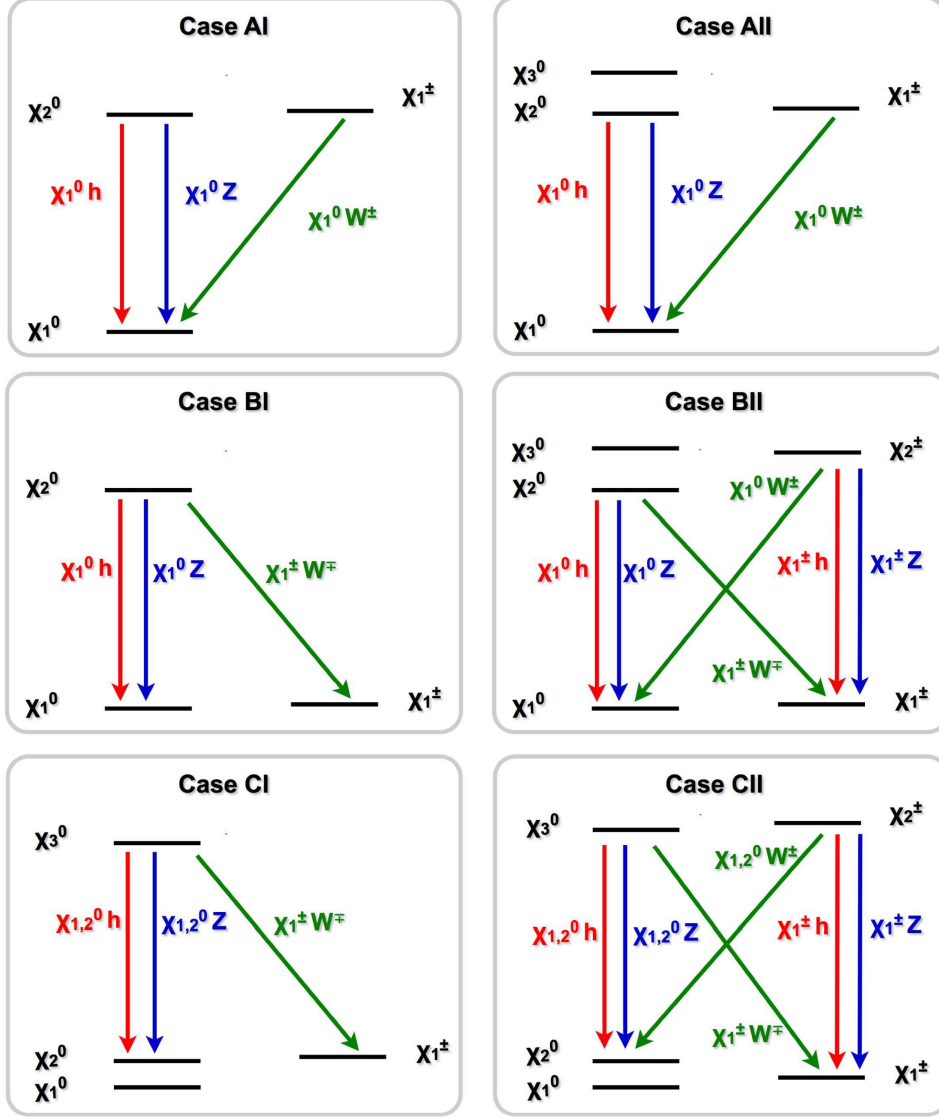 Case AI
χ₂⁰
χ₁±
χ₁⁰ h
χ₁⁰ Z
χ₁⁰ W±
χ₁⁰
Case AII
χ₃⁰
χ₂⁰
χ₁±
χ₁⁰ h
χ₁⁰ Z
χ₁⁰ W±
χ₁⁰
Case BI
χ₂⁰
χ₁⁰ h
χ₁⁰ Z
χ₁± W∓
χ₁⁰
χ₁±
Case BII
χ₃⁰
χ₂±
χ₂⁰
χ₁⁰ W±
χ₁⁰ h
χ₁⁰ Z
χ₁± h
χ₁± Z
χ₁± W∓
χ₁⁰
χ₁±
Case CI
χ₃⁰
χ₁,₂⁰ h
χ₁,₂⁰ Z
χ₁± W∓
χ₂⁰
χ₁±
χ₁⁰
Case CII
χ₃⁰
χ₂±
χ₁,₂⁰ W±
χ₁,₂⁰ h
χ₁,₂⁰ Z
χ₁± h
χ₁± Z
χ₁± W∓
χ₂⁰
χ₁⁰
χ₁±